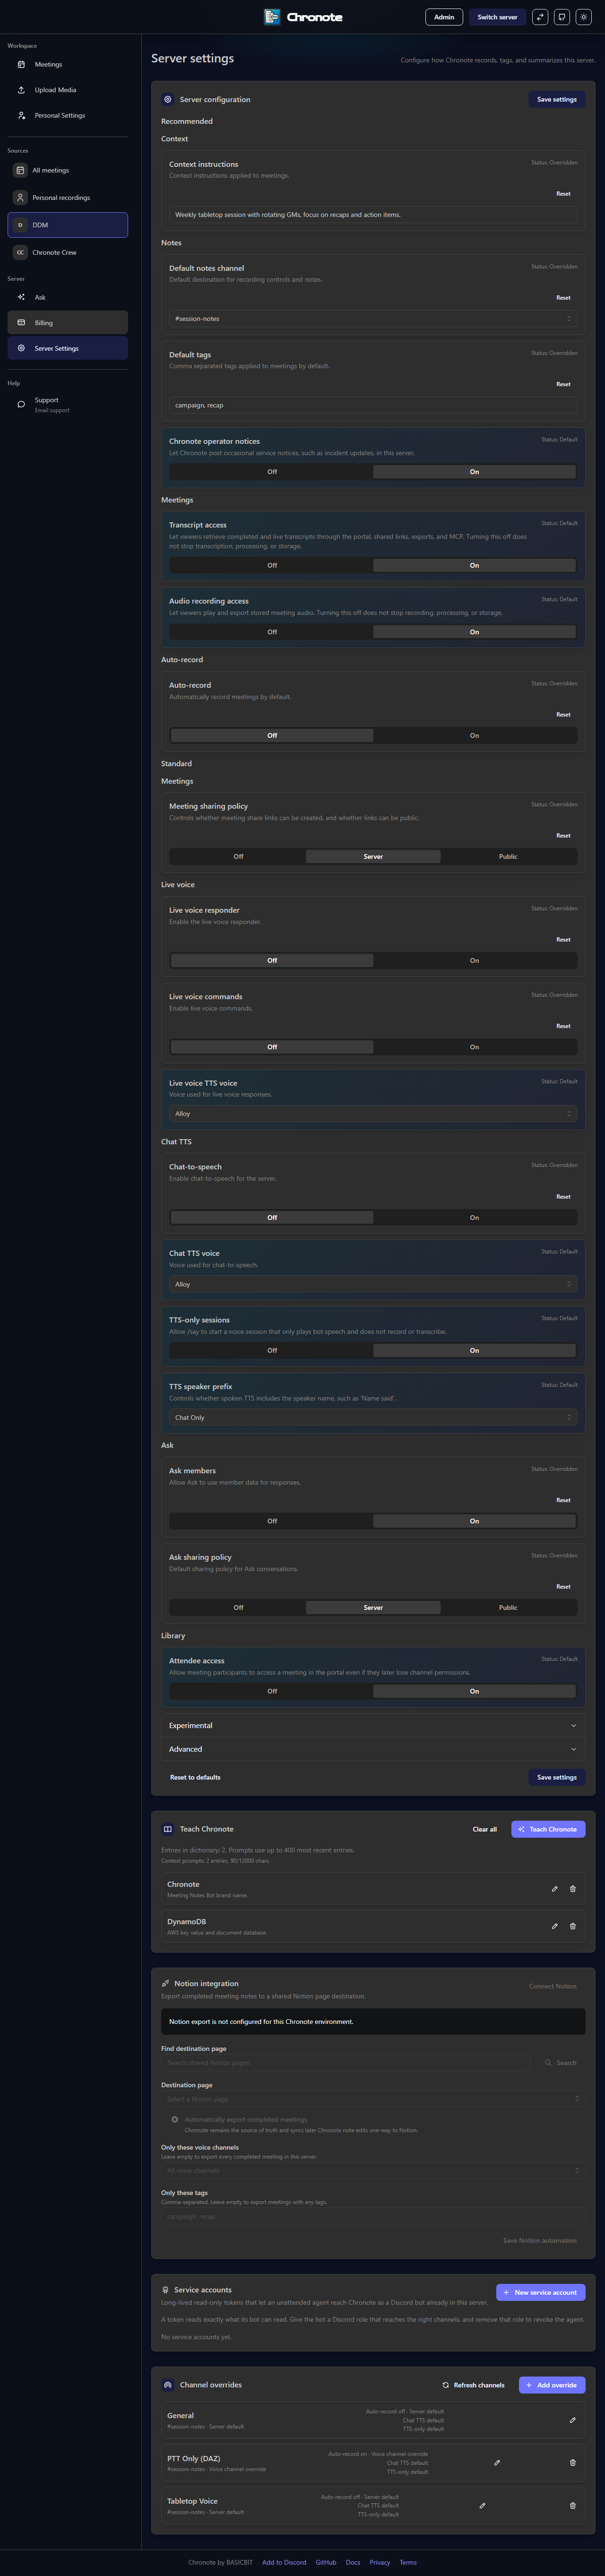 Chronote
Admin
Switch server
Workspace
Meetings
Upload Media
Personal Settings
Sources
All meetings
Personal recordings
D
DDM
CC
Chronote Crew
Server
Ask
Billing
Server Settings
Help
Support
Email support
Server settings
Configure how Chronote records, tags, and summarizes this server.
Server configuration
Save settings
Recommended
Context
Context instructions
Status: Overridden
Context instructions applied to meetings.
Reset
Weekly tabletop session with rotating GMs, focus on recaps and action items.
Notes
Default notes channel
Status: Overridden
Default destination for recording controls and notes.
Reset
#session-notes
Default tags
Status: Overridden
Comma separated tags applied to meetings by default.
Reset
campaign, recap
Chronote operator notices
Status: Default
Let Chronote post occasional service notices, such as incident updates, in this server.
Off
On
Meetings
Transcript access
Status: Default
Let viewers retrieve completed and live transcripts through the portal, shared links, exports, and MCP. Turning this off does
not stop transcription, processing, or storage.
Off
On
Audio recording access
Status: Default
Let viewers play and export stored meeting audio. Turning this off does not stop recording, processing, or storage.
Off
On
Auto-record
Auto-record
Status: Overridden
Automatically record meetings by default.
Reset
Off
On
Standard
Meetings
Meeting sharing policy
Status: Overridden
Controls whether meeting share links can be created, and whether links can be public.
Reset
Off
Server
Public
Live voice
Live voice responder
Status: Overridden
Enable the live voice responder.
Reset
Off
On
Live voice commands
Status: Overridden
Enable live voice commands.
Reset
Off
On
Live voice TTS voice
Status: Default
Voice used for live voice responses.
Alloy
Chat TTS
Chat-to-speech
Status: Overridden
Enable chat-to-speech for the server.
Reset
Off
On
Chat TTS voice
Status: Default
Voice used for chat-to-speech.
Alloy
TTS-only sessions
Status: Default
Allow /say to start a voice session that only plays bot speech and does not record or transcribe.
Off
On
TTS speaker prefix
Status: Default
Controls whether spoken TTS includes the speaker name, such as 'Name said'.
Chat Only
Ask
Ask members
Status: Overridden
Allow Ask to use member data for responses.
Reset
Off
On
Ask sharing policy
Status: Overridden
Default sharing policy for Ask conversations.
Reset
Off
Server
Public
Library
Attendee access
Status: Default
Allow meeting participants to access a meeting in the portal even if they later lose channel permissions.
Off
On
Experimental
Advanced
Reset to defaults
Save settings
Teach Chronote
Clear all
Teach Chronote
Entries in dictionary: 2. Prompts use up to 400 most recent entries.
Context prompts: 2 entries, 80/12000 chars.
Chronote
Meeting Notes Bot brand name.
DynamoDB
AWS key value and document database.
Notion integration
Connect Notion
Export completed meeting notes to a shared Notion page destination.
Notion export is not configured for this Chronote environment.
Find destination page
Search shared Notion pages
Search
Destination page
Select a Notion page
Automatically export completed meetings
Chronote remains the source of truth and syncs later Chronote note edits one-way to Notion.
Only these voice channels
Leave empty to export every completed meeting in this server.
All voice channels
Only these tags
Comma-separated. Leave empty to export meetings with any tags.
campaign, recap
Save Notion automation
Service accounts
New service account
Long-lived read-only tokens that let an unattended agent reach Chronote as a Discord bot already in this server.
A token reads exactly what its bot can read. Give the bot a Discord role that reaches the right channels, and remove that role to revoke the agent.
No service accounts yet.
Channel overrides
Refresh channels
Add override
General
#session-notes · Server default
Auto-record off · Server default
Chat TTS default
TTS-only default
PTT Only (DAZ)
#session-notes · Voice channel override
Auto-record on · Voice channel override
Chat TTS default
TTS-only default
Tabletop Voice
#session-notes · Server default
Auto-record off · Server default
Chat TTS default
TTS-only default
Chronote by BASICBIT
Add to Discord
GitHub
Docs
Privacy
Terms